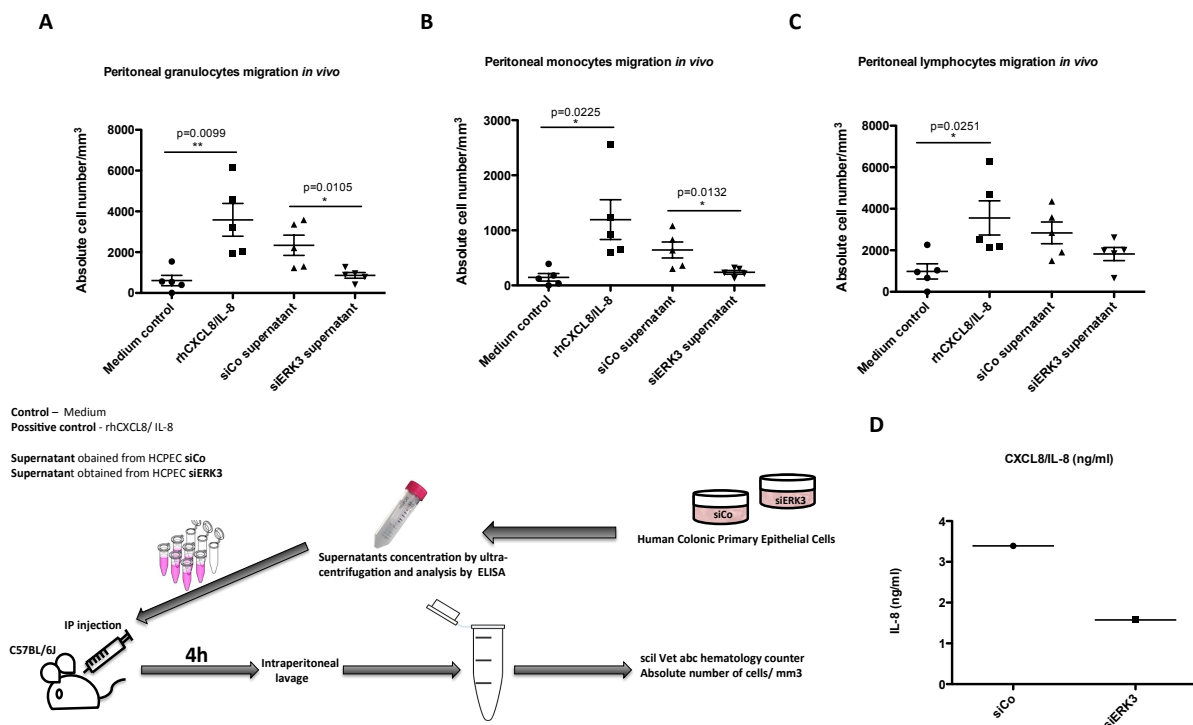 A
Peritoneal granulocytes migration in vivo
Absolute cell number/mm3
8000
6000
4000
2000
0
p=0.0099
**
p=0.0105
*
Medium control
rhCXCL8/IL-8
siCo supernatant
siERK3 supernatant
B
Peritoneal monocytes migration in vivo
Absolute cell number/mm3
3000
2000
1000
0
p=0.0225
*
p=0.0132
*
Medium control
rhCXCL8/IL-8
siCo supernatant
siERK3 supernatant
C
Peritoneal lymphocytes migration in vivo
Absolute cell number/mm3
8000
6000
4000
2000
0
p=0.0251
*
Medium control
rhCXCL8/IL-8
siCo supernatant
siERK3 supernatant
Control – Medium
Possitive control - rhCXCL8/ IL-8
Supernatant obained from HCPEC siCo
Supernatant obtained from HCPEC siERK3
siCo
siERK3
Human Colonic Primary Epithelial Cells
Supernatants concentration by ultra-
centrifugation and analysis by ELISA
IP injection
C57BL/6J
4h
Intraperitoneal
lavage
scil Vet abc hematology counter
Absolute number of cells/ mm3
D
CXCL8/IL-8 (ng/ml)
IL-8 (ng/ml)
4
3
2
1
0
siCo
siERK3